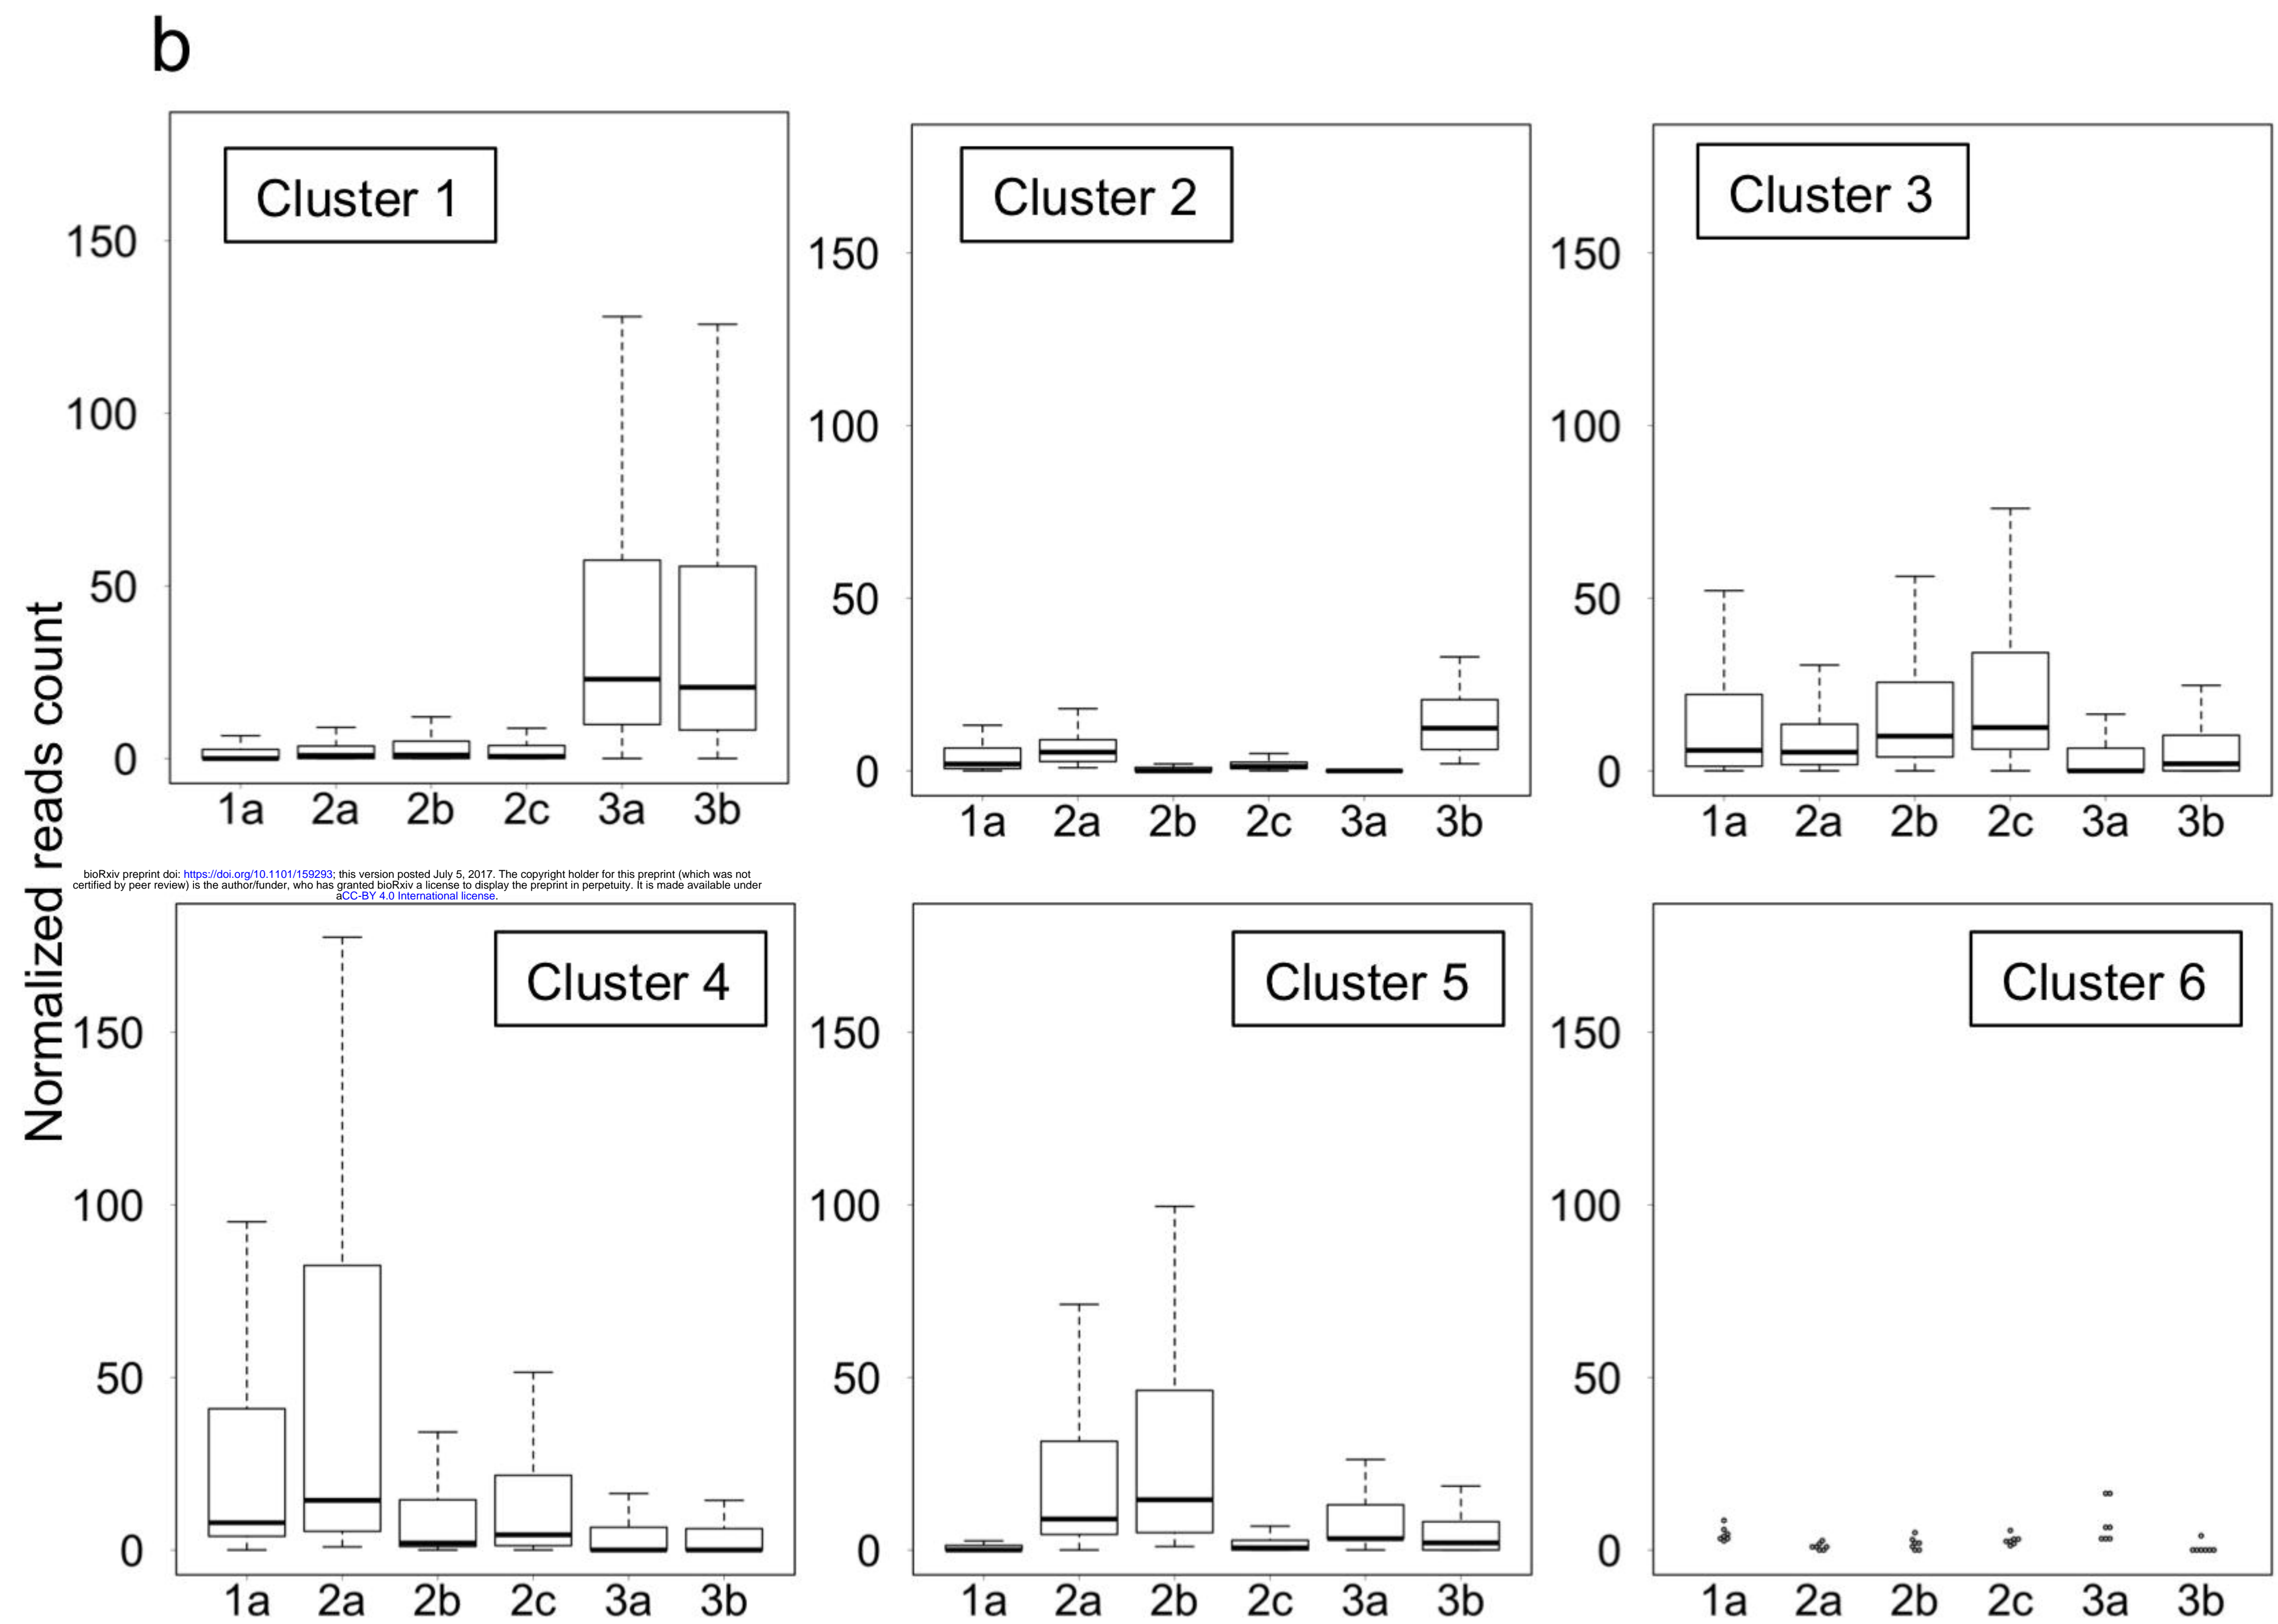 b
Normalized reads count
Cluster 1
150
100
50
0
1a 2a 2b 2c 3a 3b
Cluster 2
150
100
50
0
1a 2a 2b 2c 3a 3b
Cluster 3
150
100
50
0
1a 2a 2b 2c 3a 3b
bioRxiv preprint doi: https://doi.org/10.1101/159293; this version posted July 5, 2017. The copyright holder for this preprint (which was not
certified by peer review) is the author/funder, who has granted bioRxiv a license to display the preprint in perpetuity. It is made available under
aCC-BY 4.0 International license.
Cluster 4
150
100
50
0
1a 2a 2b 2c 3a 3b
Cluster 5
150
100
50
0
1a 2a 2b 2c 3a 3b
Cluster 6
150
100
50
0
1a 2a 2b 2c 3a 3b